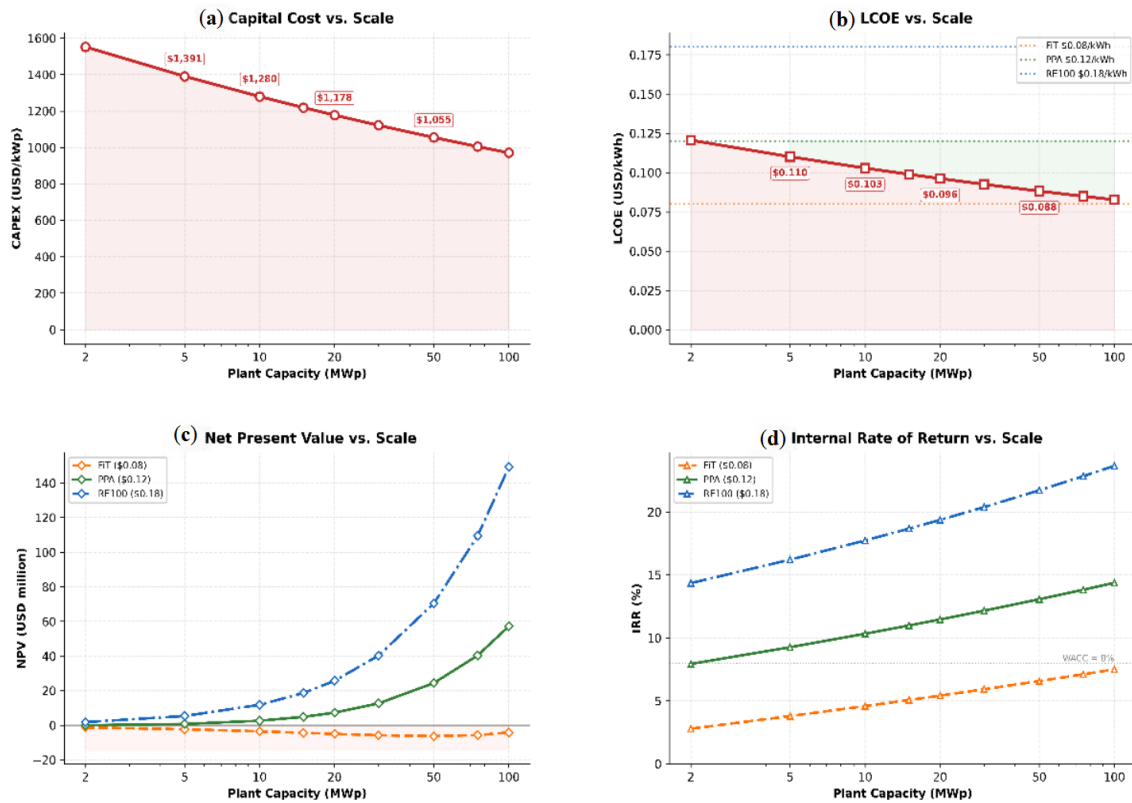 (a) Capital Cost vs. Scale
CAPEX (USD/kWp)
1600
1400
1200
1000
800
600
400
200
0
$1,391
$1,280
$1,178
$1,055
2 5 10 20 50 100
Plant Capacity (MWp)
(b) LCOE vs. Scale
LCOE (USD/kWh)
0.175
0.150
0.125
0.100
0.075
0.050
0.025
0.000
FiT $0.08/kWh
PPA $0.12/kWh
RE100 $0.18/kWh
$0.110
$0.103
$0.096
$0.088
2 5 10 20 50 100
Plant Capacity (MWp)
(c) Net Present Value vs. Scale
NPV (USD million)
140
120
100
80
60
40
20
0
−20
FiT ($0.08)
PPA ($0.12)
RE100 ($0.18)
2 5 10 20 50 100
Plant Capacity (MWp)
(d) Internal Rate of Return vs. Scale
IRR (%)
20
15
10
5
0
FiT ($0.08)
PPA ($0.12)
RE100 ($0.18)
WACC = 8%
2 5 10 20 50 100
Plant Capacity (MWp)